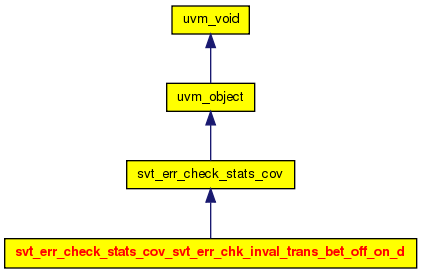 uvm_void
uvm_object
svt_err_check_stats_cov
svt_err_check_stats_cov_svt_err_chk_inval_trans_bet_off_on_d